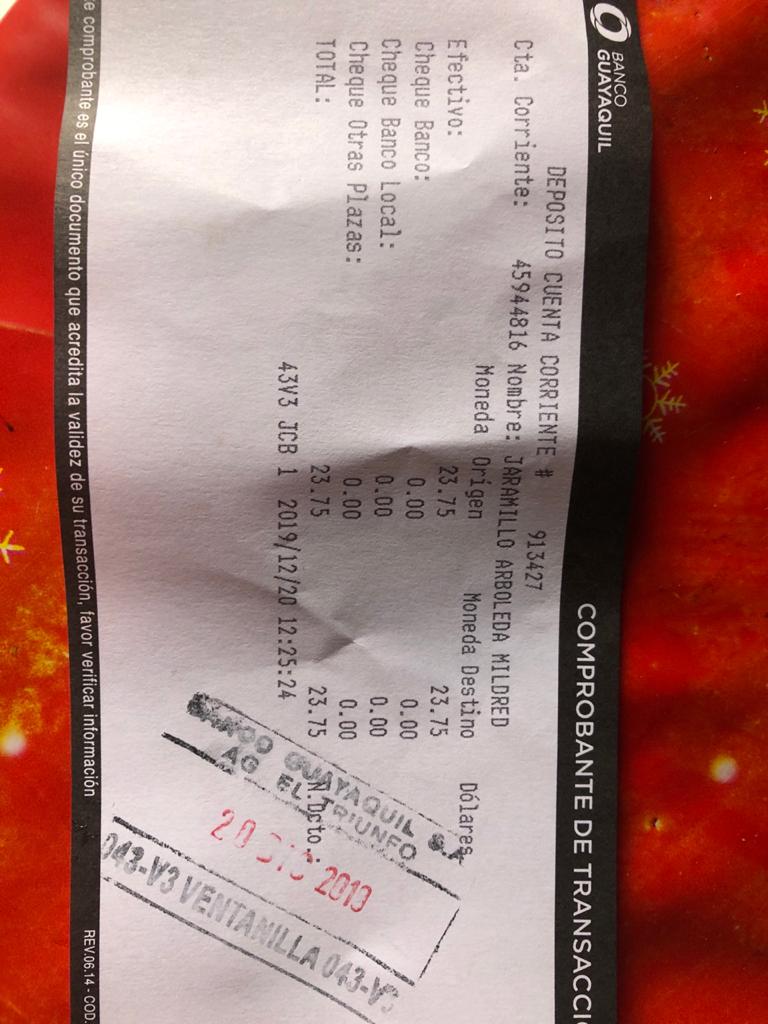 BANCO
GUAYAQUIL
COMPROBANTE DE TRANSACCI
DEPOSITO CUENTA CORRIENTE # 913427
Cta. Corriente: 45944816 Nombre: JARAMILLO ARBOLEDA MILDRED
Moneda Origen Moneda Destino Dólares
Efectivo: 23.75 23.75
Cheque Banco: 0.00 0.00
Cheque Banco Local: 0.00 0.00
Cheque Otras Plazas: 0.00 0.00
TOTAL: 23.75 23.75 N.Dcto.:
43V3 JCB 1 2019/12/20 12:25:24
BANCO GUAYAQUIL S.A
AG EL TRIUNFO
20 DIC 2019
043-V3 VENTANILLA 043-V3
te comprobante es el único documento que acredita la validez de su transacción, favor verificar información
REV.06.14 - COD.